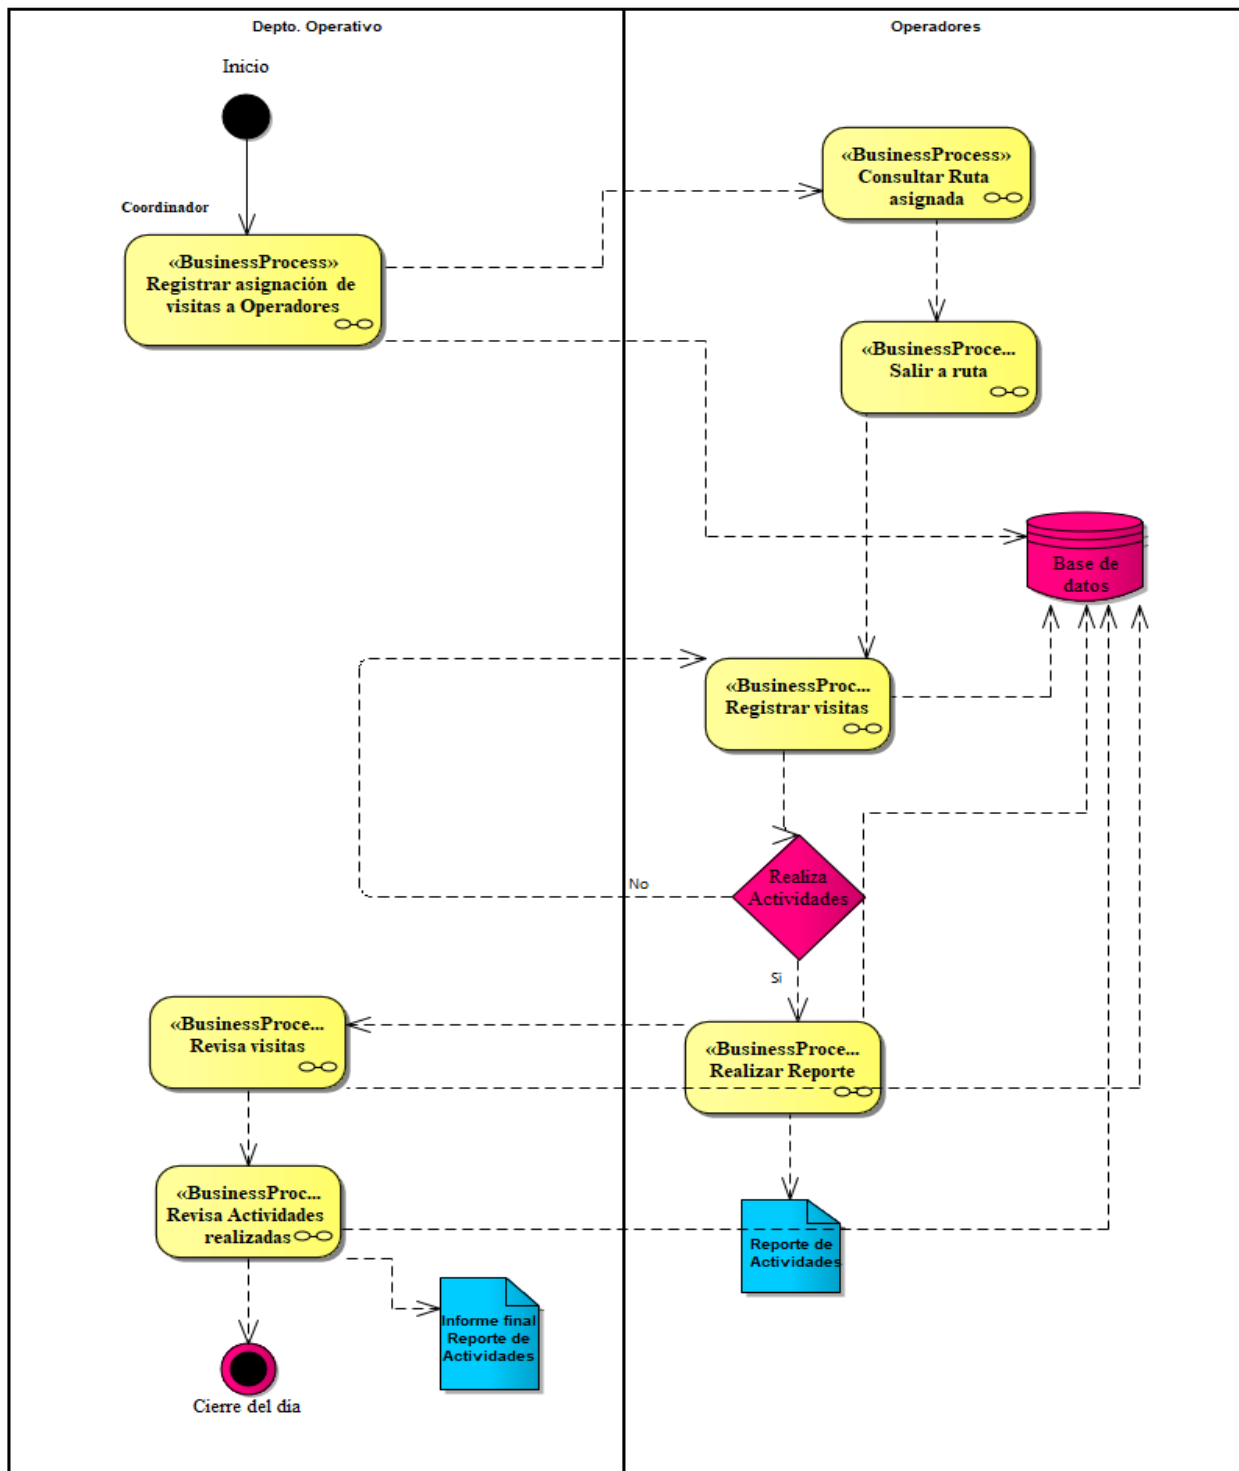 Depto. Operativo
Operadores
Inicio
Coordinador
«BusinessProcess»
Registrar asignación de
visitas a Operadores
«BusinessProcess»
Consultar Ruta
asignada
«BusinessProce...
Salir a ruta
Base de
datos
«BusinessProc...
Registrar visitas
Realiza
Actividades
No
Si
«BusinessProce...
Revisa visitas
«BusinessProce...
Realizar Reporte
«BusinessProc...
Revisa Actividades
realizadas
Reporte de
Actividades
Informe final
Reporte de
Actividades
Cierre del día